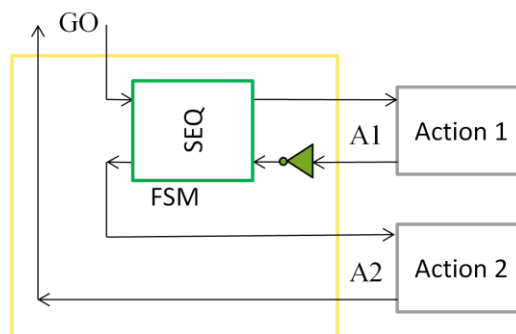 GO
SEQ
FSM
A1
Action 1
A2
Action 2